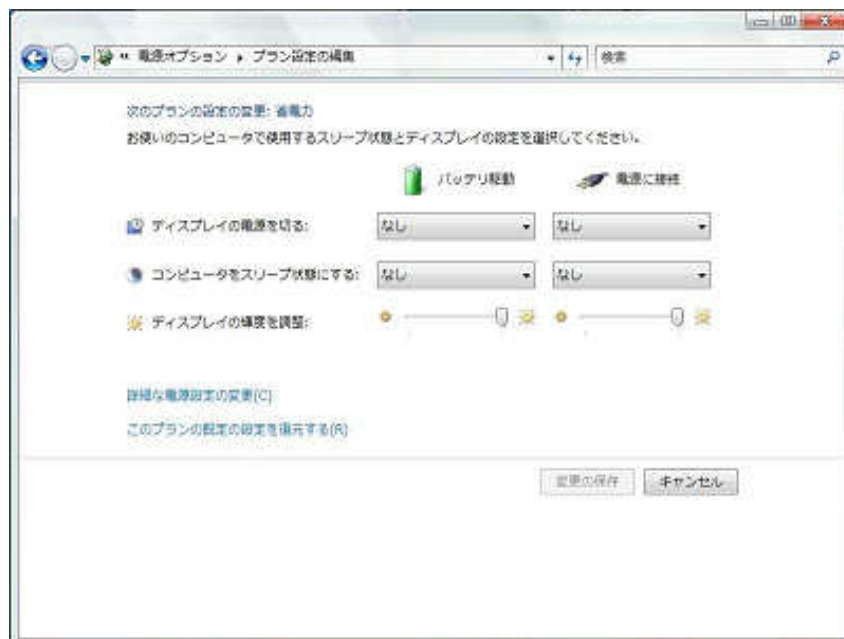 « 電源オプション ▸ プラン設定の編集 検索
次のプランの設定の変更: 省電力
お使いのコンピュータで使用するスリープ状態とディスプレイの設定を選択してください。
バッテリ駆動 電源に接続
ディスプレイの電源を切る: なし なし
コンピュータをスリープ状態にする: なし なし
ディスプレイの輝度を調整:
詳細な電源設定の変更(C)
このプランの既定の設定を復元する(R)
変更の保存 キャンセル